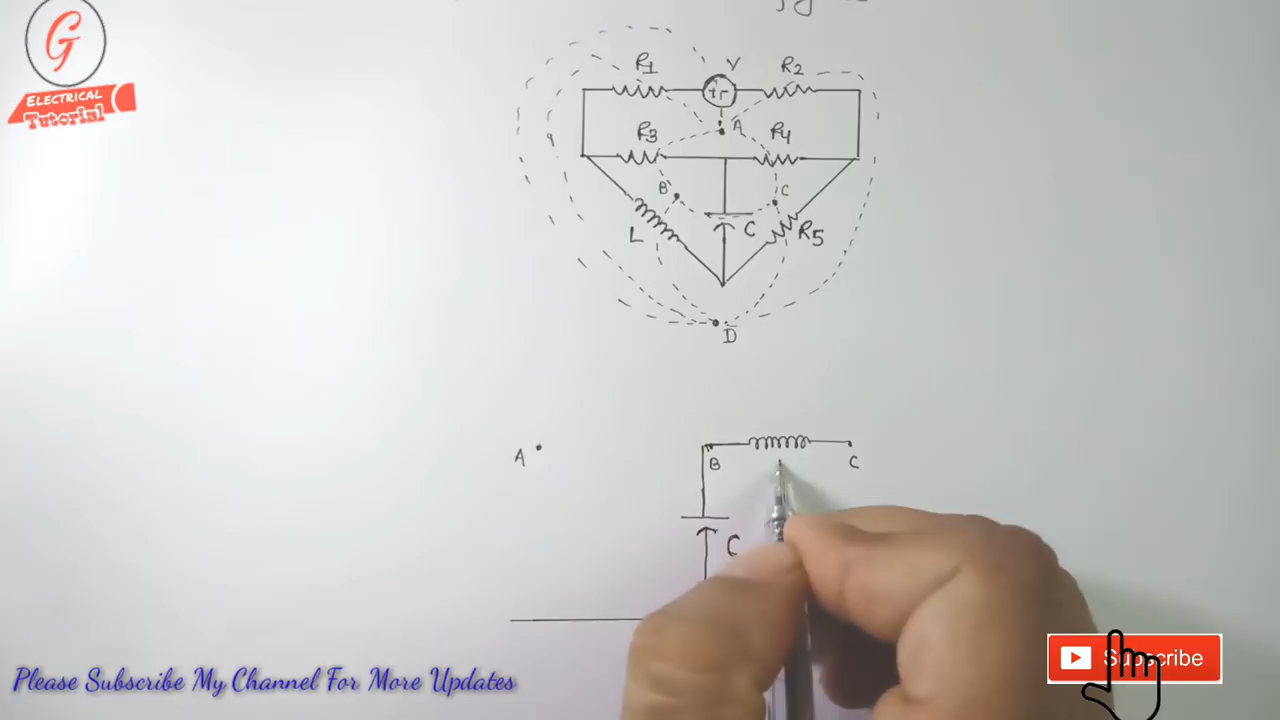 G
ELECTRICAL
Tutorial
R1
V
R2
A
R3
R4
B
C
L
C
R5
D
A
B
C
C
Please Subscribe My Channel For More Updates
Subscribe